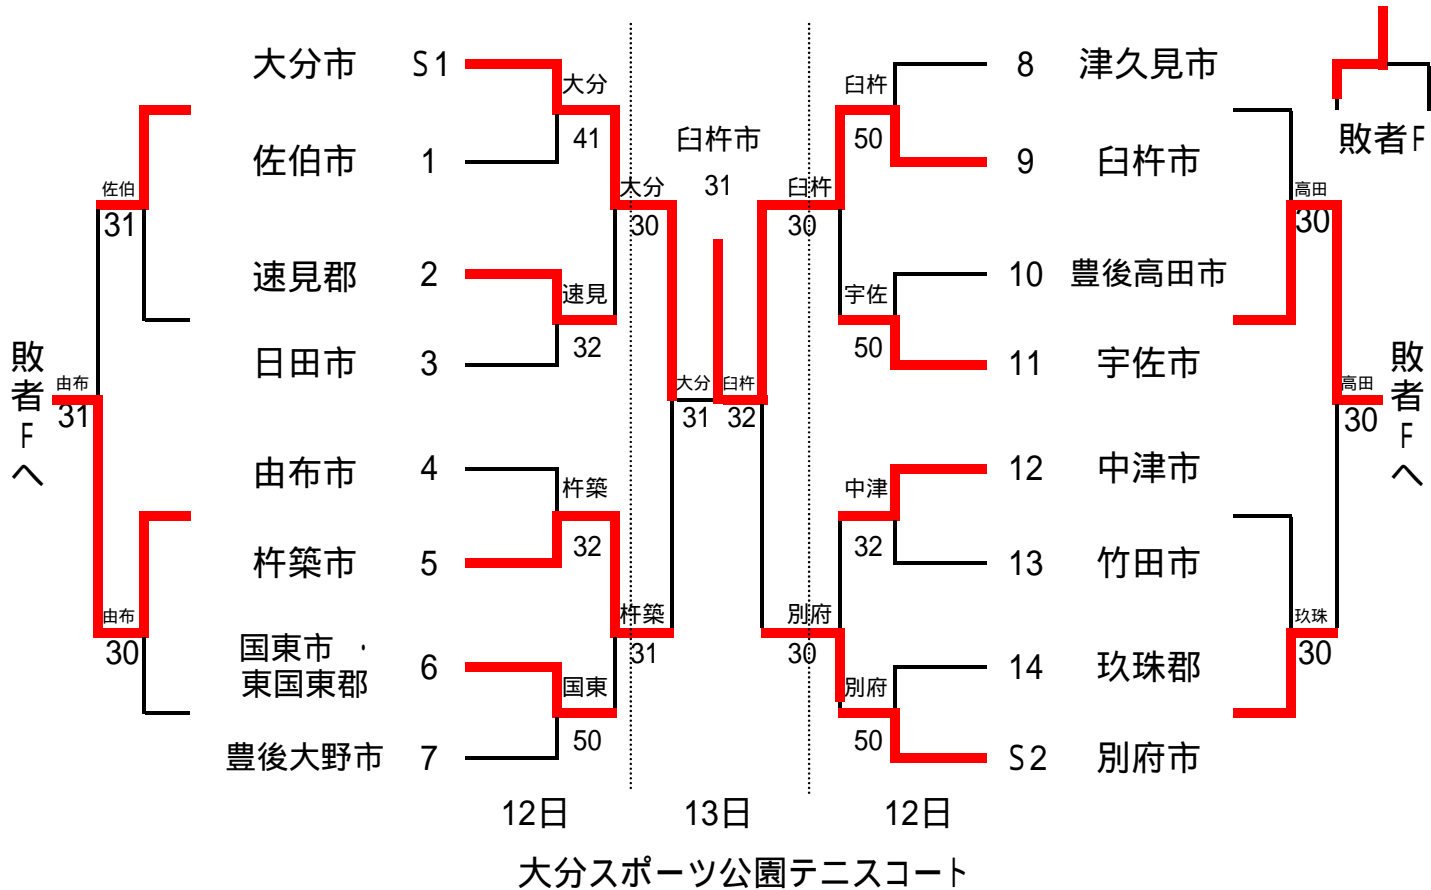 大分市 S1
佐伯市 1
速見郡 2
日田市 3
由布市 4
杵築市 5
国東市・
東国東郡 6
豊後大野市 7
8 津久見市
9 臼杵市
10 豊後高田市
11 宇佐市
12 中津市
13 竹田市
14 玖珠郡
S2 別府市
大分
41
速見
32
杵築
32
国東
50
大分
30
杵築
31
大分
31
臼杵市
31
臼杵
32
臼杵
30
別府
30
臼杵
50
宇佐
50
中津
32
別府
50
佐伯
31
由布
30
由布
31
敗者Fへ
高田
30
玖珠
30
高田
30
敗者Fへ
敗者F
12日
13日
12日
大分スポーツ公園テニスコート